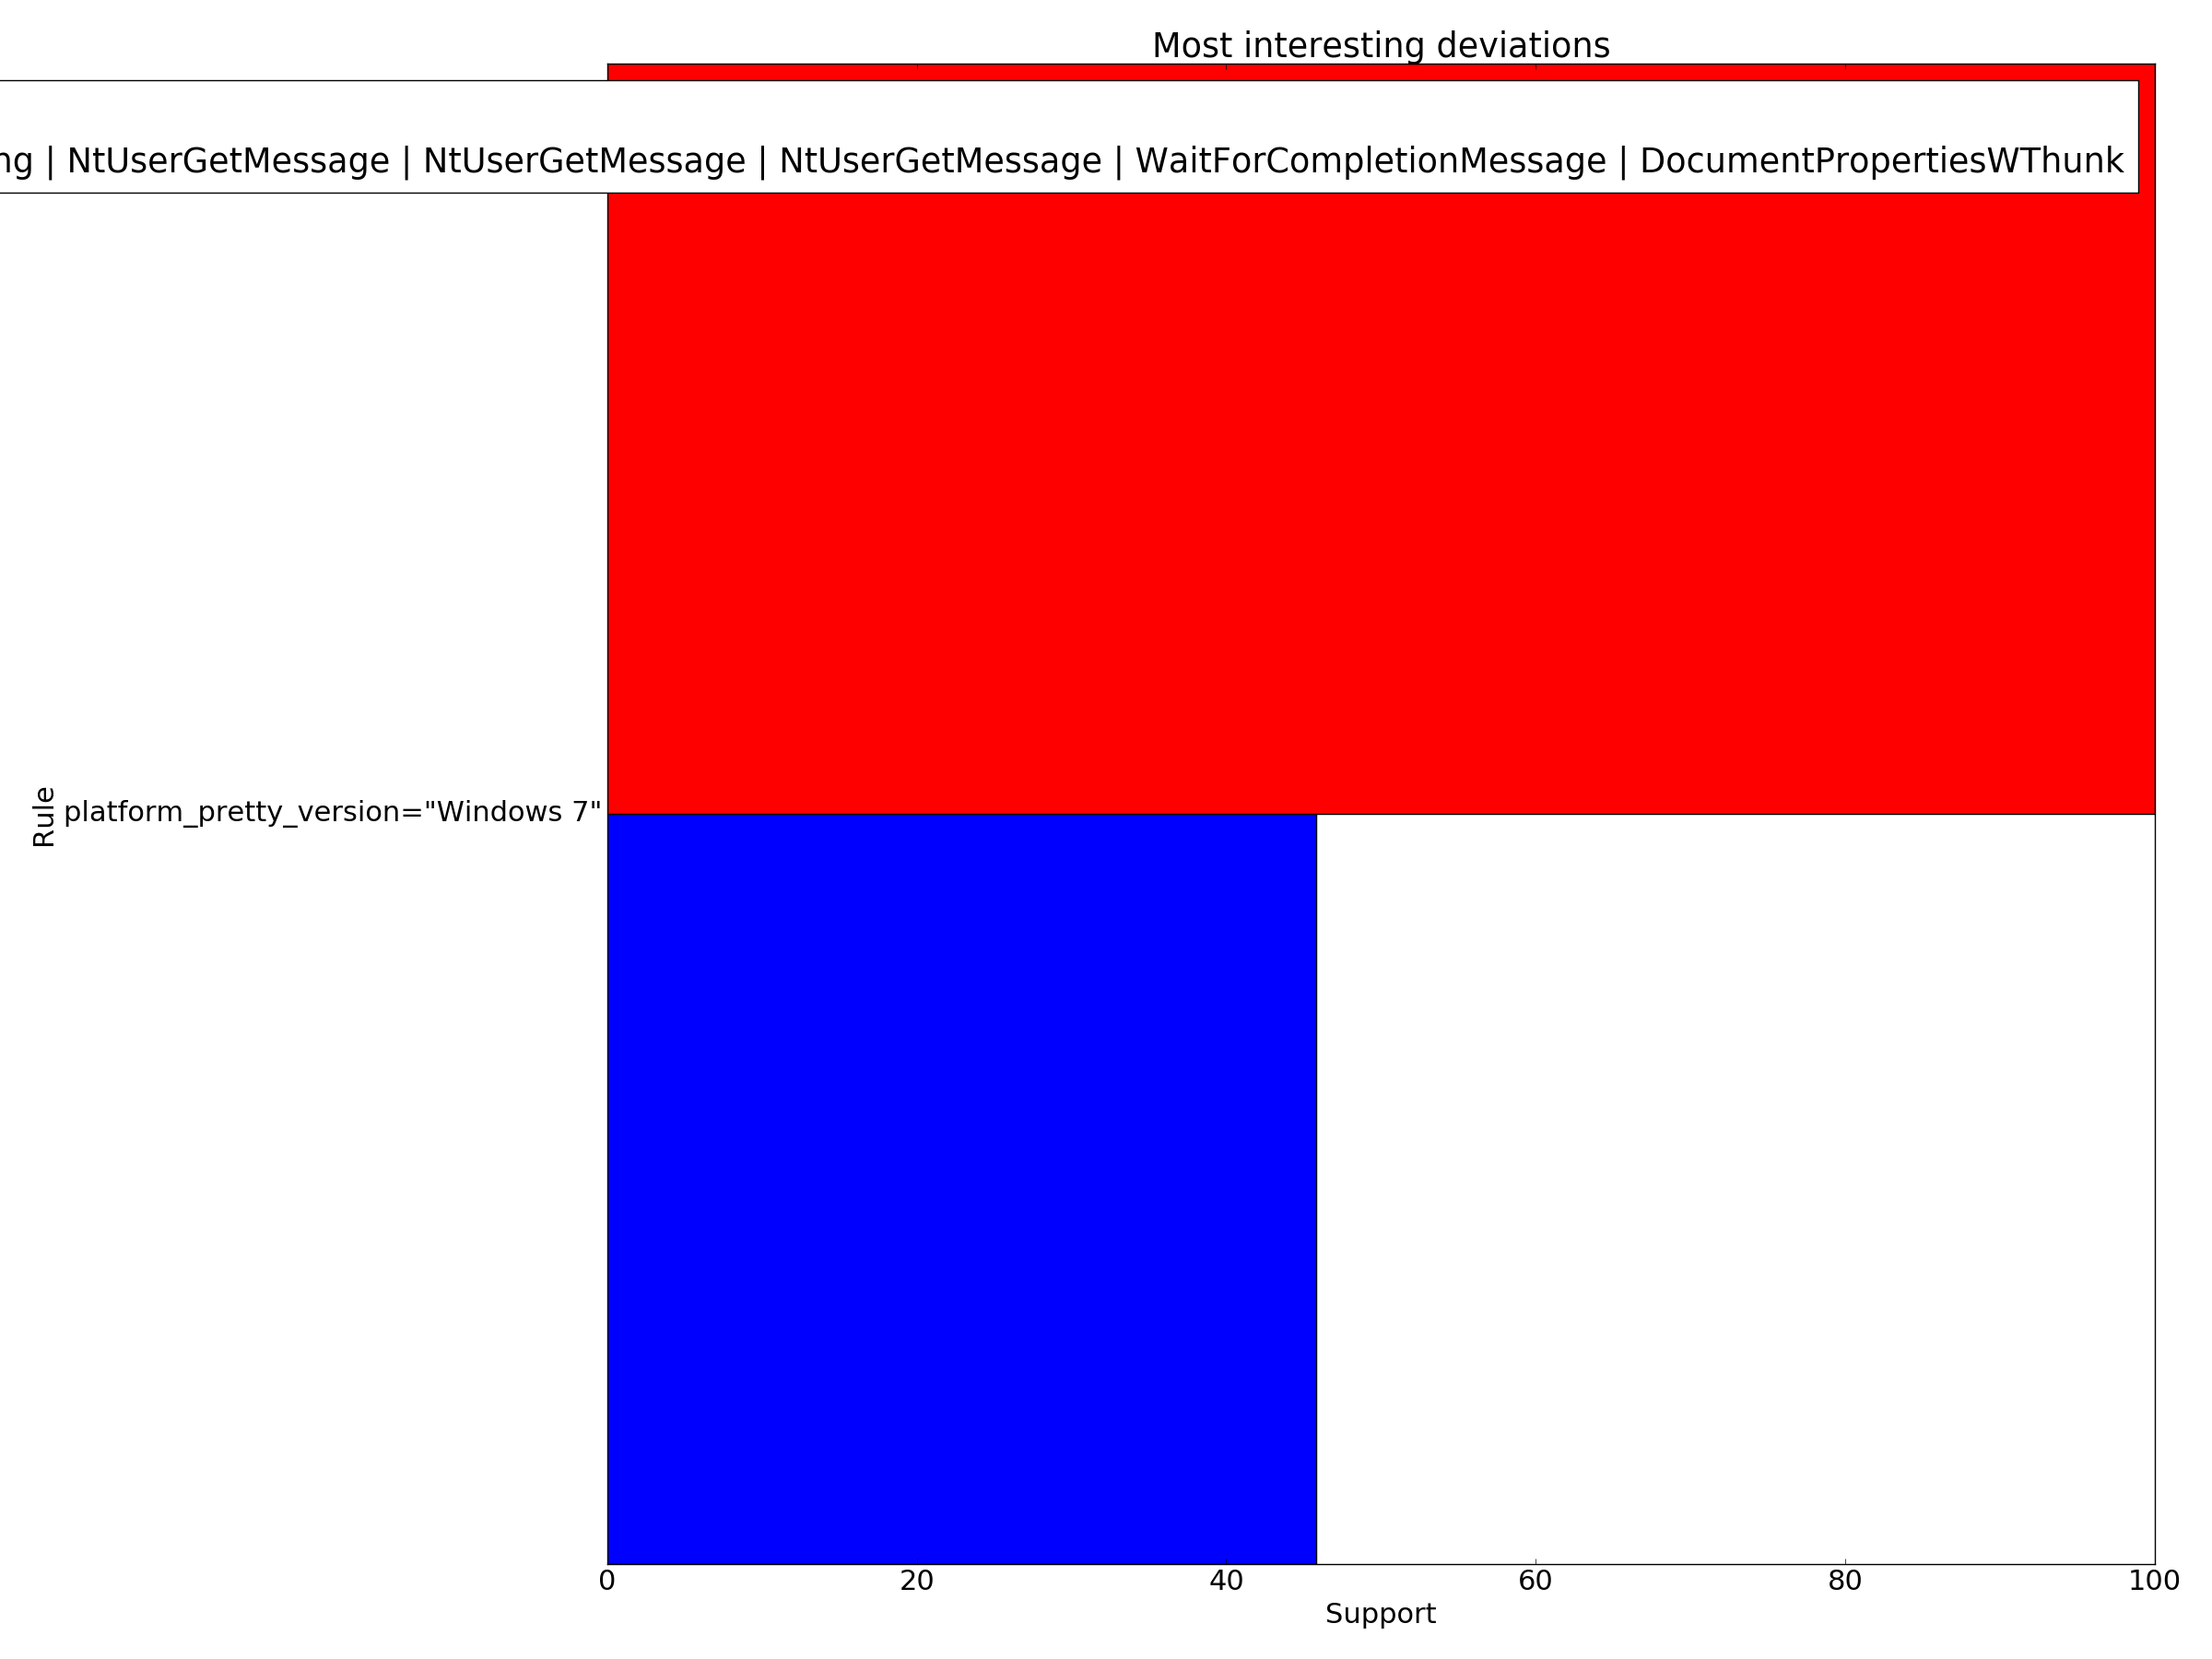 Most interesting deviations
| NtUserGetMessage | NtUserGetMessage | NtUserGetMessage | WaitForCompletionMessage | DocumentPropertiesWThunk
Rule
platform_pretty_version="Windows 7"
0 20 40 60 80 100
Support